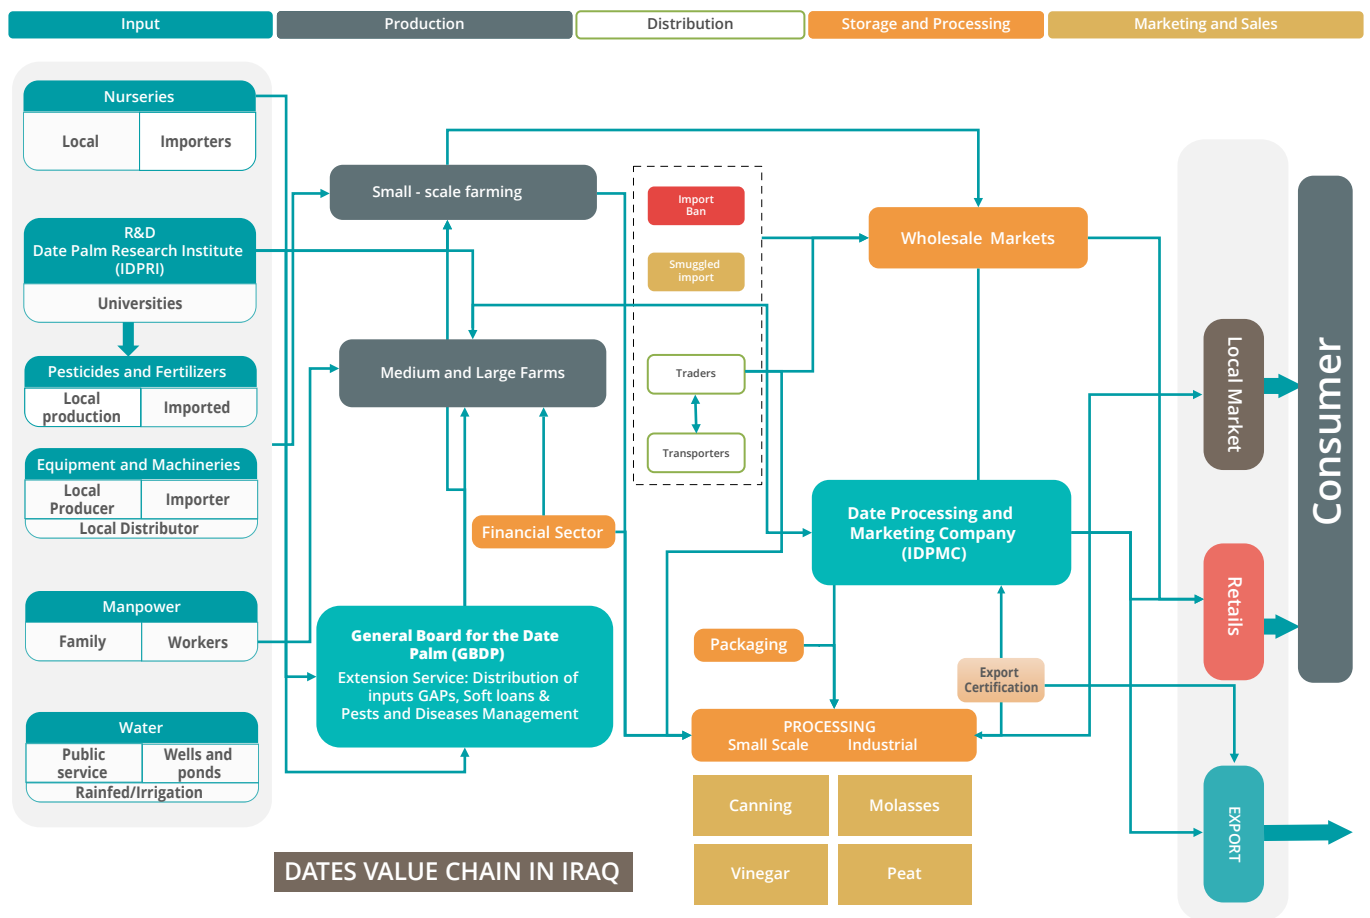 Input
Production
Distribution
Storage and Processing
Marketing and Sales
Nurseries
Local
Importers
R&D
Date Palm Research Institute
(IDPRI)
Universities
Pesticides and Fertilizers
Local
production
Imported
Equipment and Machineries
Local
Producer
Importer
Local Distributor
Manpower
Family
Workers
Water
Public
service
Wells and
ponds
Rainfed/Irrigation
Small - scale farming
Medium and Large Farms
Financial Sector
General Board for the Date
Palm (GBDP)
Extension Service: Distribution of
inputs GAPs, Soft loans &
Pests and Diseases Management
Import
Ban
Smuggled
import
Traders
Transporters
Wholesale Markets
Date Processing and
Marketing Company
(IDPMC)
Packaging
Export
Certification
PROCESSING
Small Scale Industrial
Canning
Molasses
Vinegar
Peat
Local Market
Retails
EXPORT
Consumer
DATES VALUE CHAIN IN IRAQ